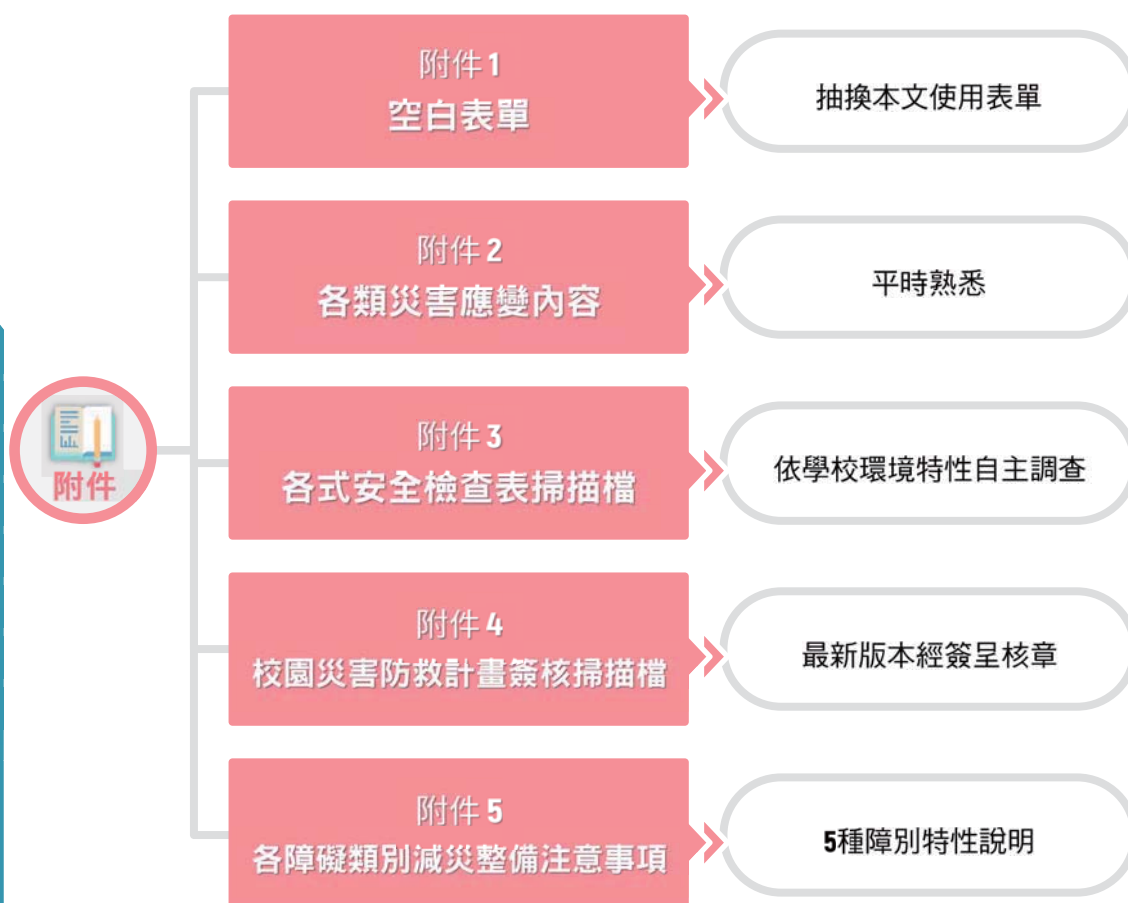 附件 1
空白表單
抽換本文使用表單
附件 2
各類災害應變內容
平時熟悉
附件
附件 3
各式安全檢查表掃描檔
依學校環境特性自主調查
附件 4
校園災害防救計畫簽核掃描檔
最新版本經簽呈核章
附件 5
各障礙類別減災整備注意事項
5種障別特性說明